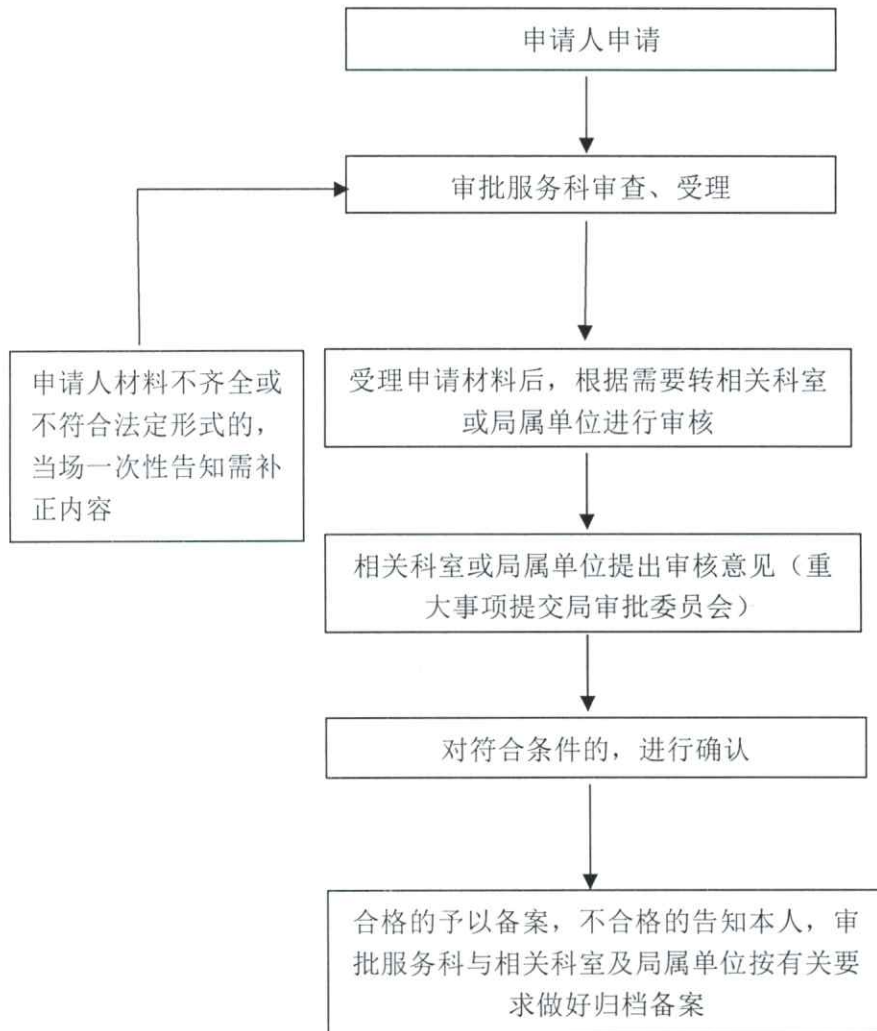 申请人申请
审批服务科审查、受理
申请人材料不齐全或
不符合法定形式的，
当场一次性告知需补
正内容
受理申请材料后，根据需要转相关科室
或局属单位进行审核
相关科室或局属单位提出审核意见（重
大事项提交局审批委员会）
对符合条件的，进行确认
合格的予以备案，不合格的告知本人，审
批服务科与相关科室及局属单位按有关要
求做好归档备案